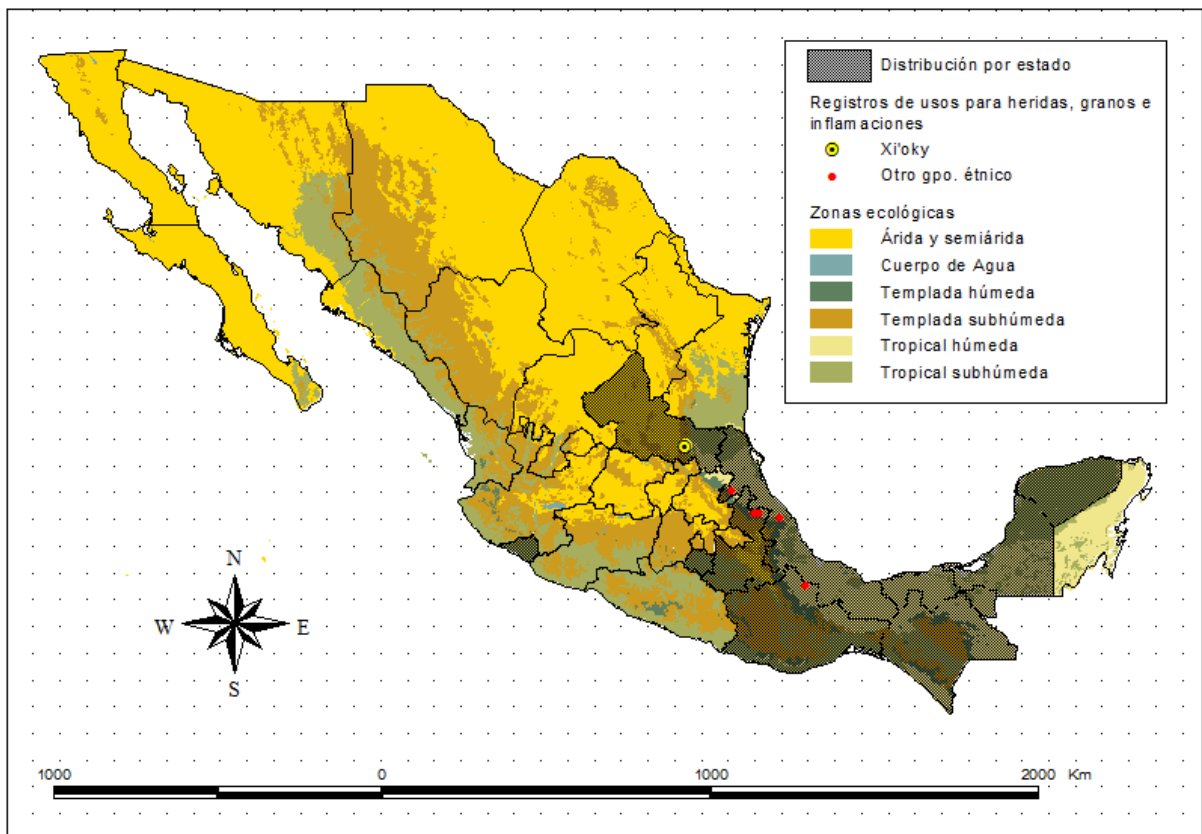 Distribución por estado
Registros de usos para heridas, granos e
inflamaciones
Xi'oky
Otro gpo. étnico
Zonas ecológicas
Árida y semiárida
Cuerpo de Agua
Templada húmeda
Templada subhúmeda
Tropical húmeda
Tropical subhúmeda
N
W E
S
1000 0 1000 2000 Km